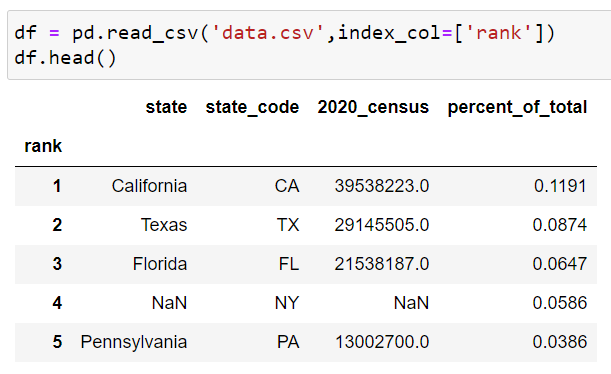 df = pd.read_csv('data.csv',index_col=['rank'])
df.head()
state state_code 2020_census percent_of_total
rank
1 California CA 39538223.0 0.1191
2 Texas TX 29145505.0 0.0874
3 Florida FL 21538187.0 0.0647
4 NaN NY NaN 0.0586
5 Pennsylvania PA 13002700.0 0.0386